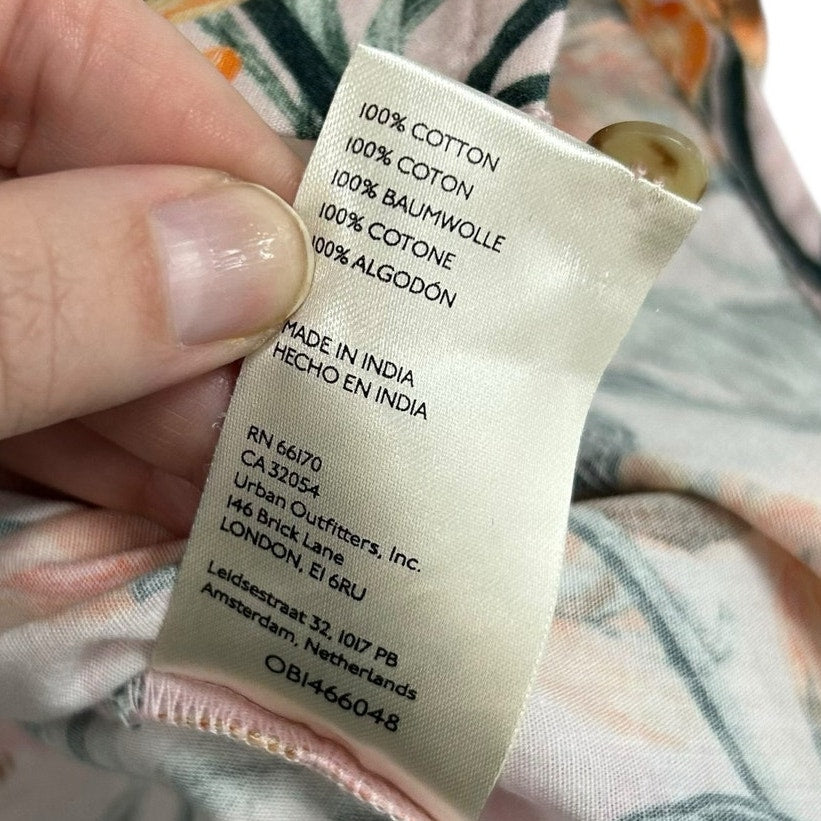 100% COTTON
100% COTON
100% BAUMWOLLE
100% COTONE
100% ALGODÓN
MADE IN INDIA
HECHO EN INDIA
RN 66170
CA 32054
Urban Outfitters, Inc.
146 Brick Lane
LONDON, E1 6RU
Leidsestraat 32, 1017 PB
Amsterdam, Netherlands
OB1466048